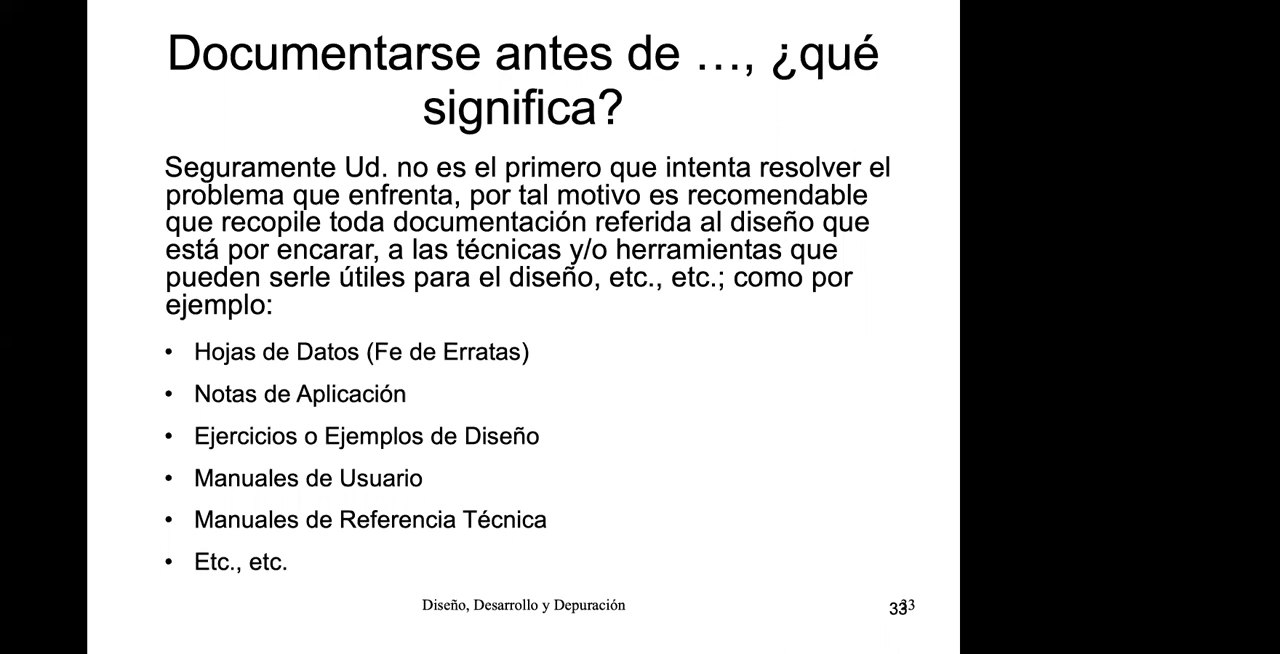 Documentarse antes de …, ¿qué
significa?
Seguramente Ud. no es el primero que intenta resolver el
problema que enfrenta, por tal motivo es recomendable
que recopile toda documentación referida al diseño que
está por encarar, a las técnicas y/o herramientas que
pueden serle útiles para el diseño, etc., etc.; como por
ejemplo:
• Hojas de Datos (Fe de Erratas)
• Notas de Aplicación
• Ejercicios o Ejemplos de Diseño
• Manuales de Usuario
• Manuales de Referencia Técnica
• Etc., etc.
Diseño, Desarrollo y Depuración
33